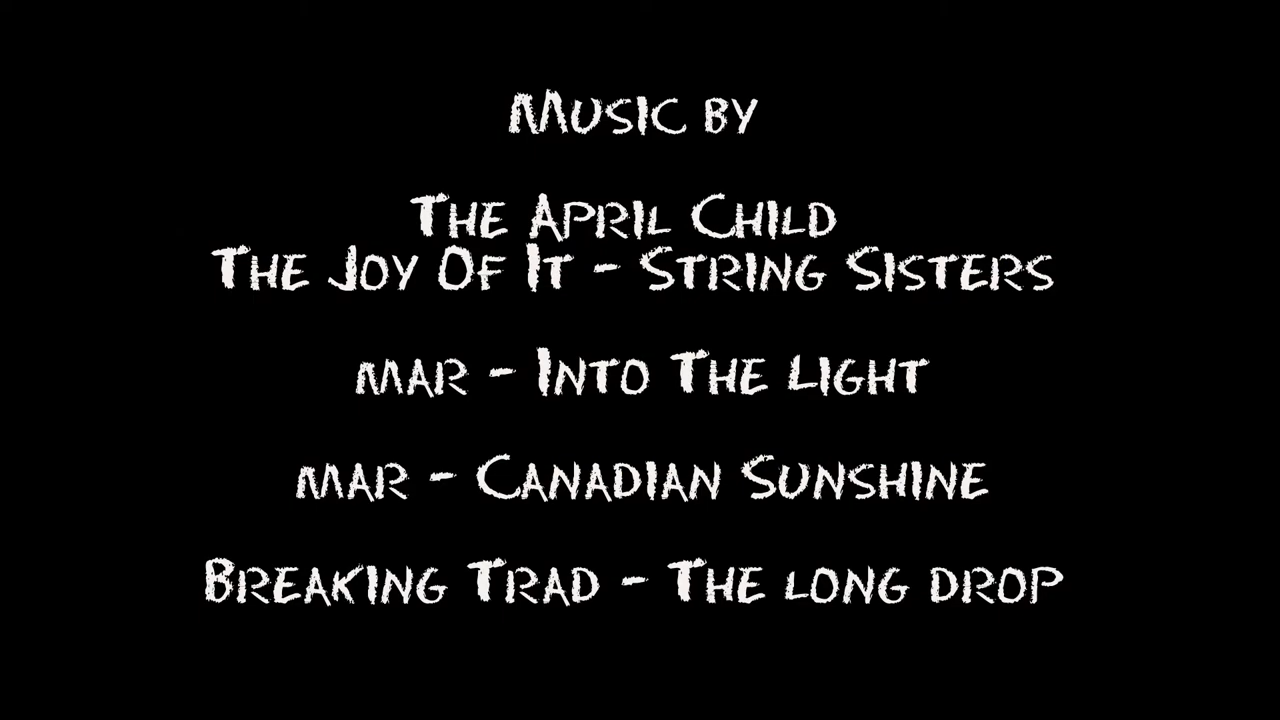 Music by
The April Child
The Joy Of It - String Sisters
mar - Into The Light
mar - Canadian Sunshine
Breaking Trad - The long drop